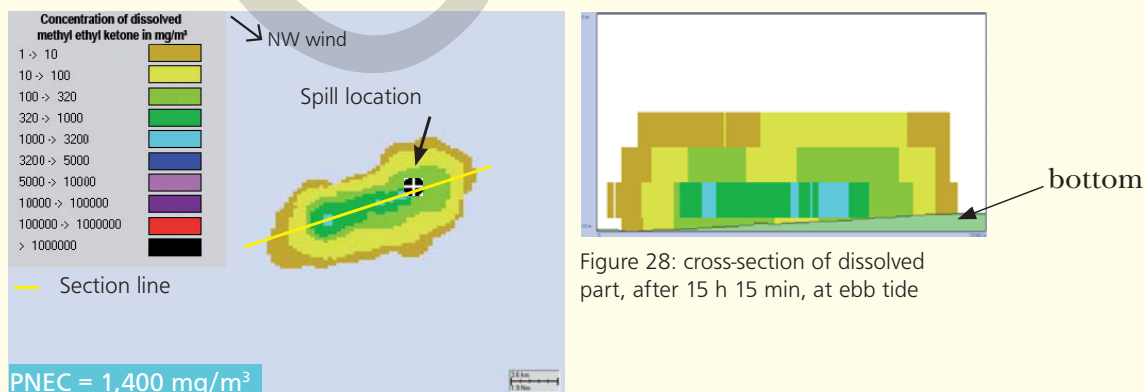 Concentration of dissolved
methyl ethyl ketone in mg/m³
1 -> 10
10 -> 100
100 -> 320
320 -> 1000
1000 -> 3200
3200 -> 5000
5000 -> 10000
10000 -> 100000
100000 -> 1000000
> 1000000
Section line
PNEC = 1,400 mg/m³
NW wind
Spill location
bottom
Figure 28: cross-section of dissolved
part, after 15 h 15 min, at ebb tide